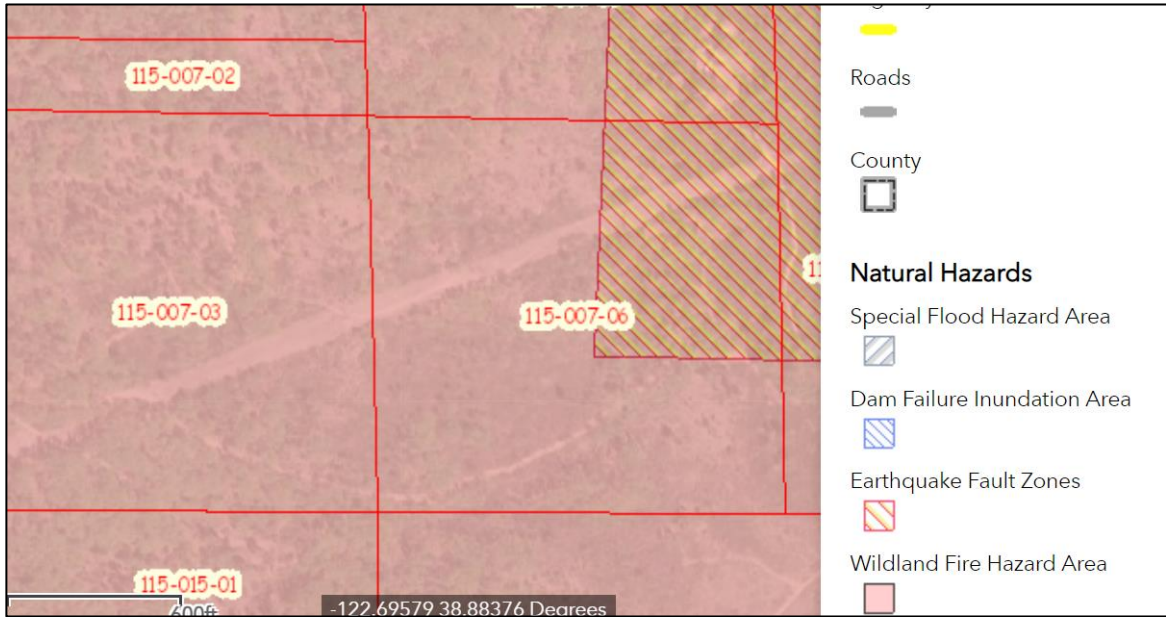 115-007-02
115-007-03
115-007-06
115-015-01
600ft
-122.69579 38.88376 Degrees
Roads
County
Natural Hazards
Special Flood Hazard Area
Dam Failure Inundation Area
Earthquake Fault Zones
Wildland Fire Hazard Area